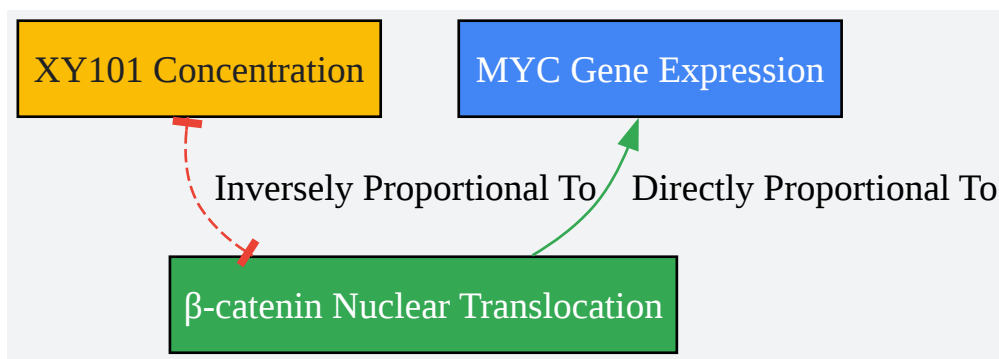 XY101 Concentration
MYC Gene Expression
Inversely Proportional To
Directly Proportional To
β-catenin Nuclear Translocation